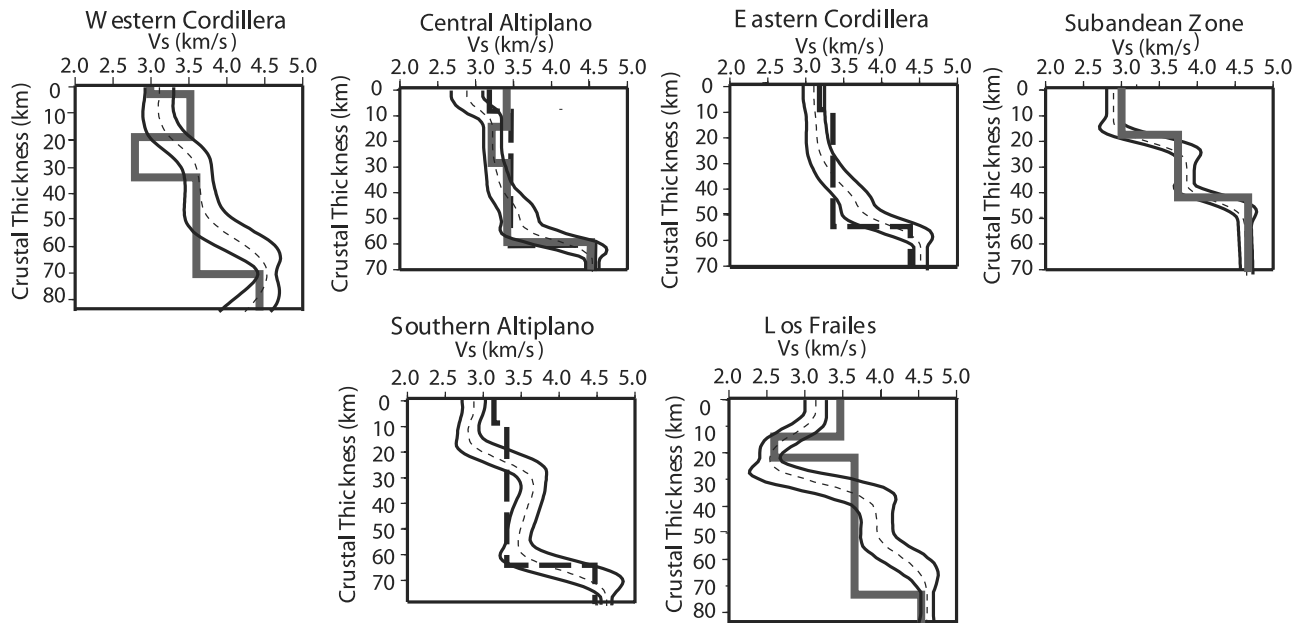 Western Cordillera
Vs (km/s)
2.0 3.0 3.5 4.0 4.5 5.0
Crustal Thickness (km)
0
10
20
30
40
50
60
70
80
Central Altiplano
Vs (km/s)
2.0 2.5 3.0 3.5 4.0 4.5 5.0
Crustal Thickness (km)
0
10
20
30
40
50
60
70
Eastern Cordillera
Vs (km/s)
2.0 2.5 3.0 3.5 4.0 4.5 5.0
Crustal Thickness (km)
0
10
20
30
40
50
60
70
Subandean Zone
Vs (km/s)
2.0 2.5 3.0 3.5 4.0 4.5 5.0
Crustal Thickness (km)
0
10
20
30
40
50
60
70
Southern Altiplano
Vs (km/s)
2.0 2.5 3.0 3.5 4.0 4.5 5.0
Crustal Thickness (km)
0
10
20
30
40
50
60
70
Los Frailes
Vs (km/s)
2.0 2.5 3.0 3.5 4.0 4.5 5.0
Crustal Thickness (km)
0
10
20
30
40
50
60
70
80